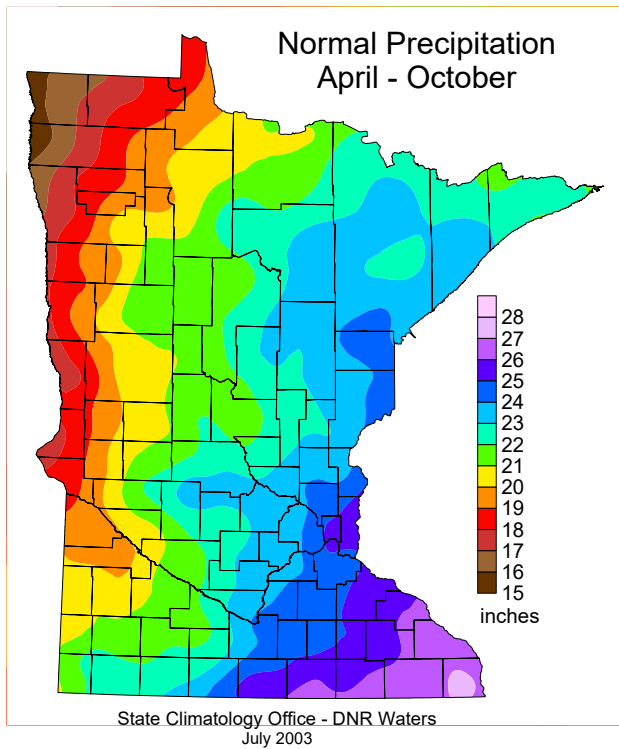 Normal Precipitation
April - October
28
27
26
25
24
23
22
21
20
19
18
17
16
15
inches
State Climatology Office - DNR Waters
July 2003